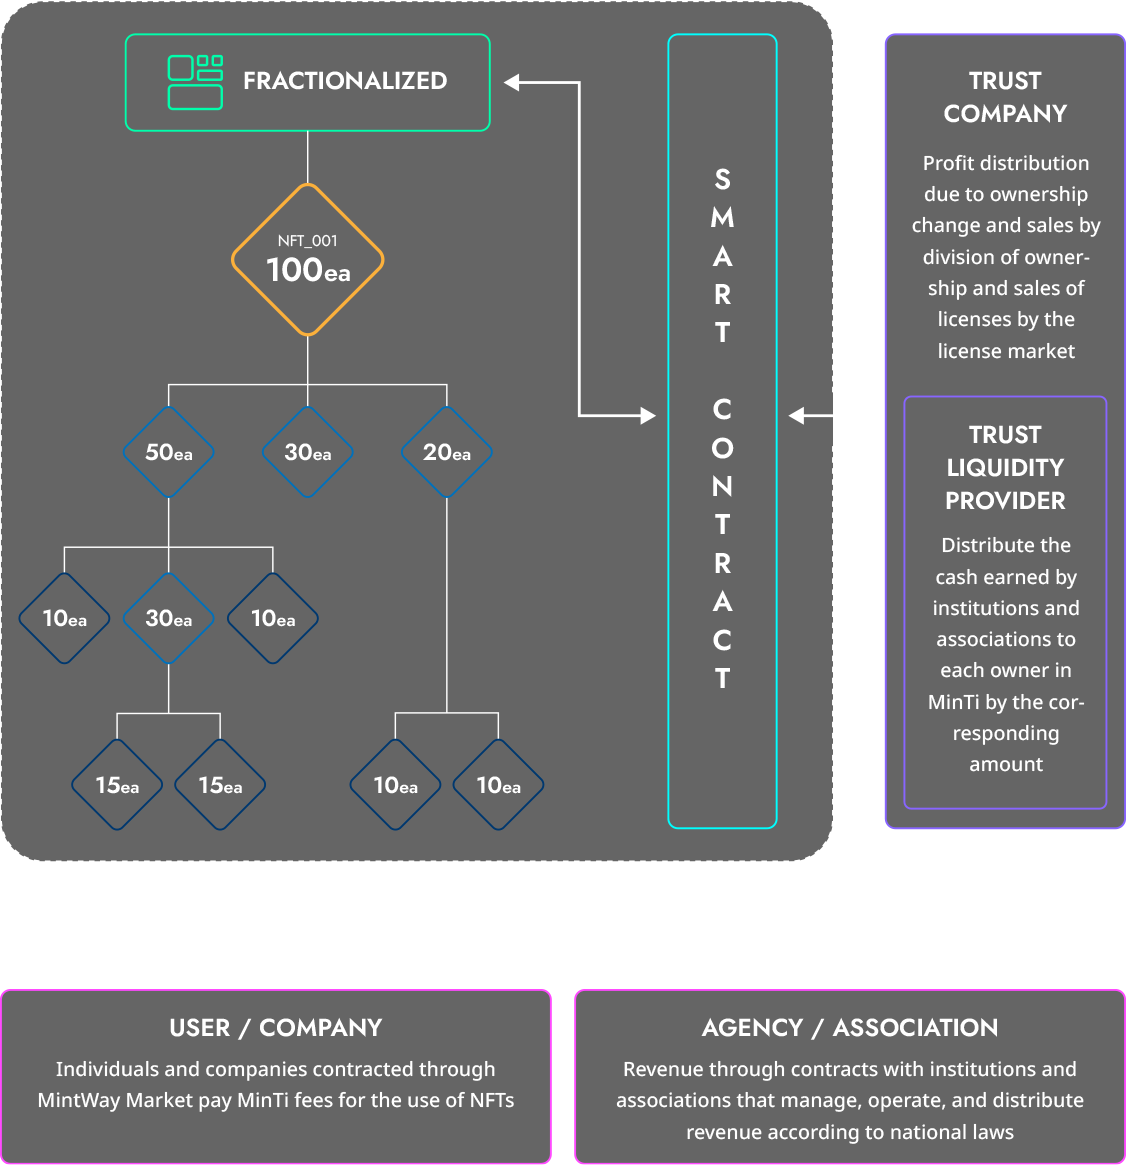 FRACTIONALIZED
NFT_001
100ea
50ea
30ea
20ea
10ea
30ea
10ea
15ea
15ea
10ea
10ea
SMART CONTRACT
TRUST
COMPANY
Profit distribution
due to ownership
change and sales by
division of owner-
ship and sales of
licenses by the
license market
TRUST
LIQUIDITY
PROVIDER
Distribute the
cash earned by
institutions and
associations to
each owner in
MinTi by the cor-
responding
amount
USER / COMPANY
Individuals and companies contracted through
MintWay Market pay MinTi fees for the use of NFTs
AGENCY / ASSOCIATION
Revenue through contracts with institutions and
associations that manage, operate, and distribute
revenue according to national laws